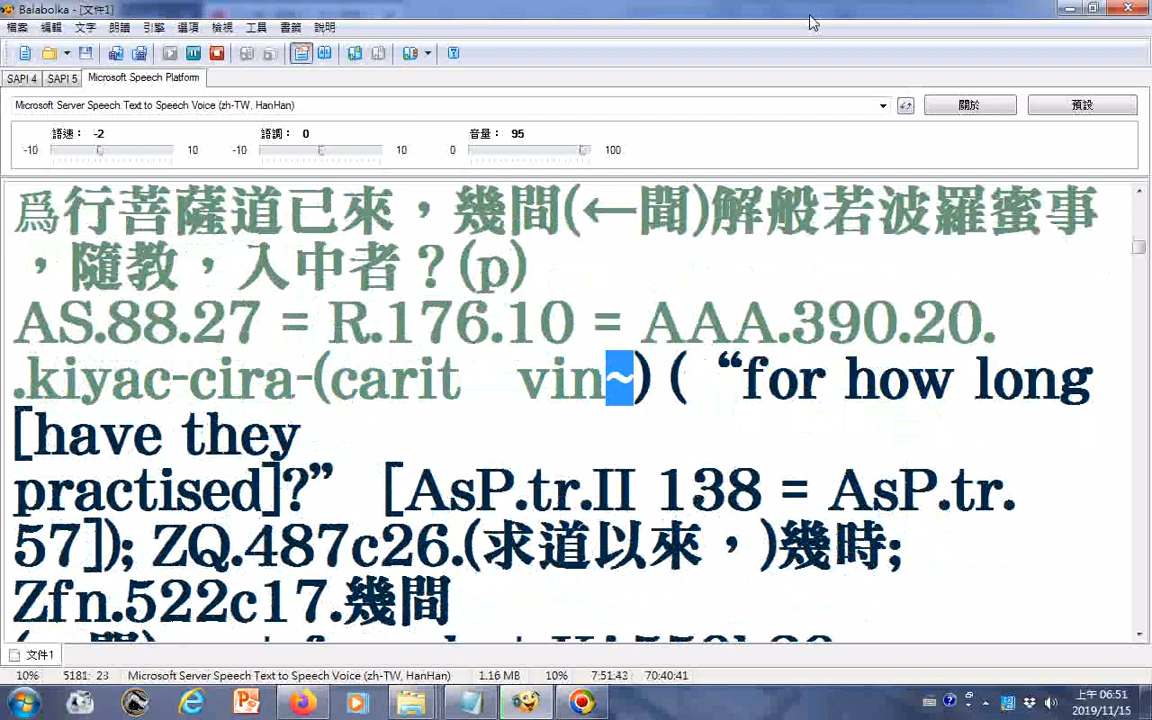 Balabolka - [文件1]
檔案 編輯 文字 朗讀 引擎 選項 檢視 工具 書籤 說明
SAPI 4 SAPI 5 Microsoft Speech Platform
Microsoft Server Speech Text to Speech Voice (zh-TW, HanHan) 關於 預設
語速： -2 語調： 0 音量： 95
-10 10 -10 10 0 100
爲行菩薩道已來，幾間(←聞)解般若波羅蜜事
，隨教，入中者？(p)
AS.88.27 = R.176.10 = AAA.390.20.
.kiyac-cira-(carit vin~) ( “for how long
[have they
practised]?” [AsP.tr.II 138 = AsP.tr.
57]); ZQ.487c26.(求道以來，)幾時;
Zfn.522c17.幾間
文件1
10% 5181: 23 Microsoft Server Speech Text to Speech Voice (zh-TW, HanHan) 1.16 MB 10% 7:51:43 70:40:41
上午 06:51
2019/11/15